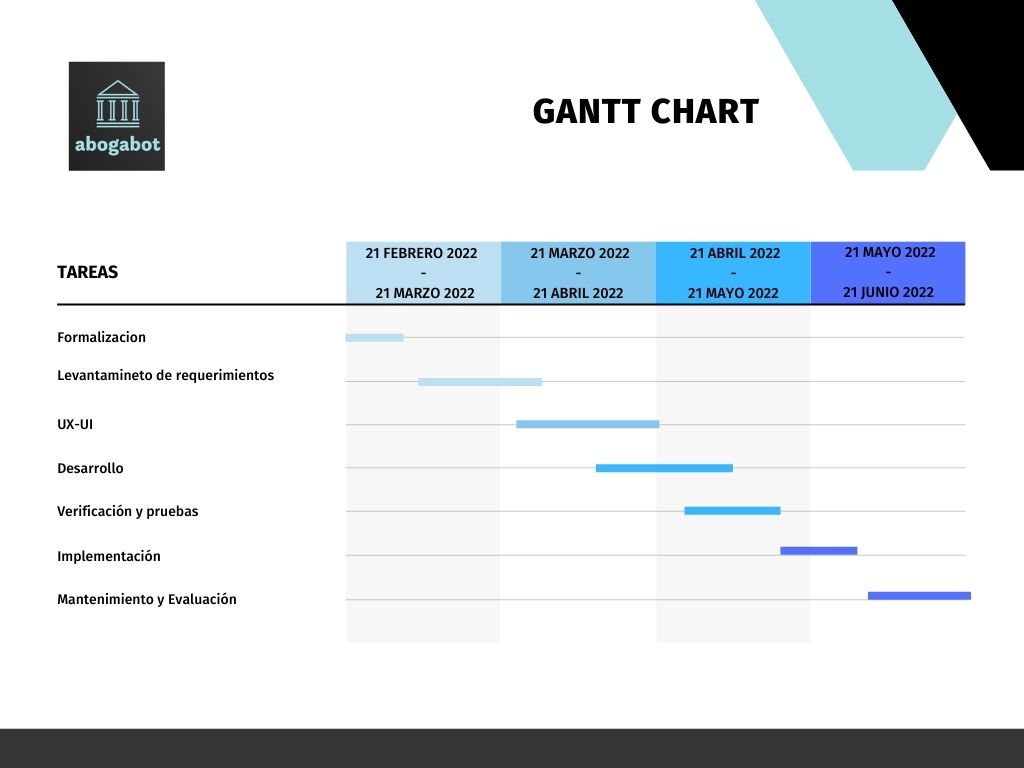 abogabot
GANTT CHART
TAREAS
21 FEBRERO 2022
-
21 MARZO 2022
21 MARZO 2022
-
21 ABRIL 2022
21 ABRIL 2022
-
21 MAYO 2022
21 MAYO 2022
-
21 JUNIO 2022
Formalizacion
Levantamineto de requerimientos
UX-UI
Desarrollo
Verificación y pruebas
Implementación
Mantenimiento y Evaluación